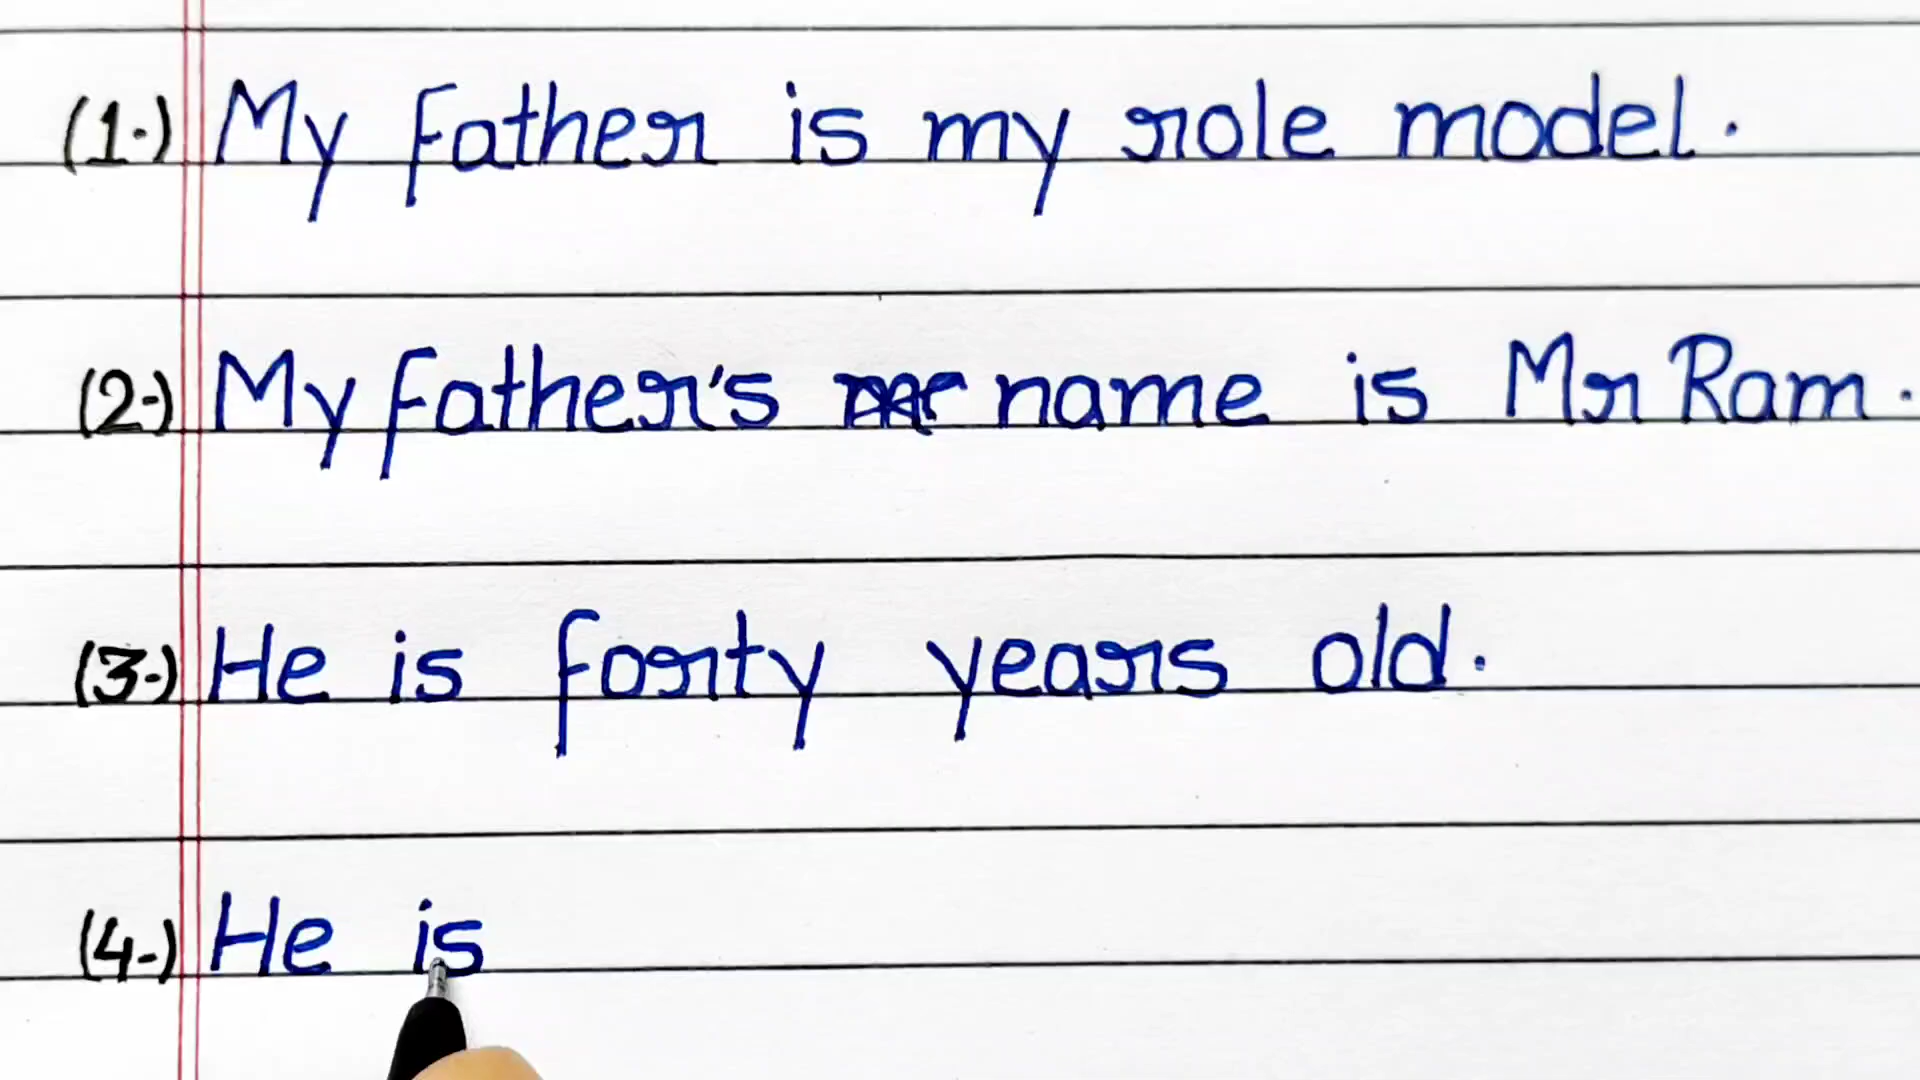 (1.) My father is my role model.
(2.) My father's name is Mr Ram.
(3.) He is forty years old.
(4.) He is